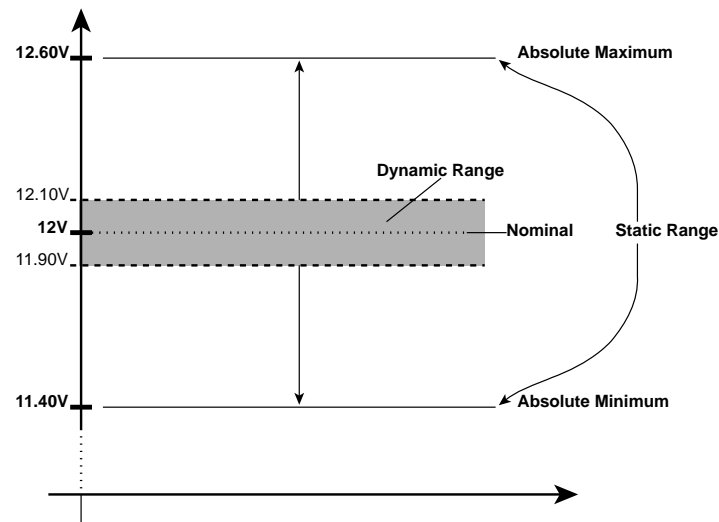 12.60V
Absolute Maximum
Dynamic Range
12.10V
12V
Nominal
Static Range
11.90V
11.40V
Absolute Minimum